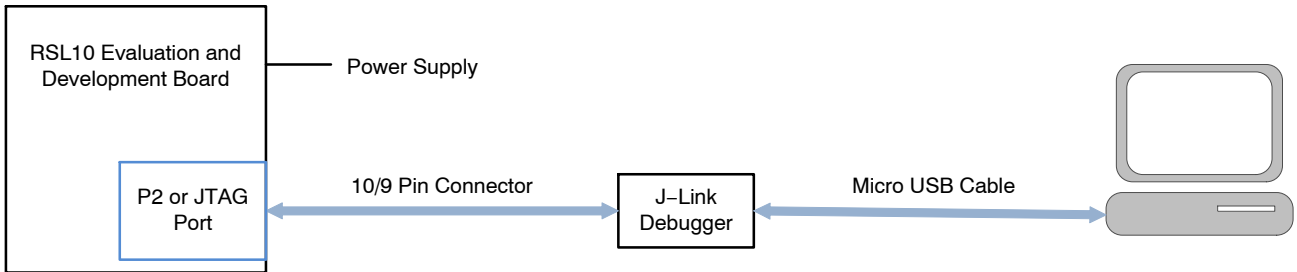 RSL10 Evaluation and
Development Board
Power Supply
P2 or JTAG
Port
10/9 Pin Connector
J−Link
Debugger
Micro USB Cable